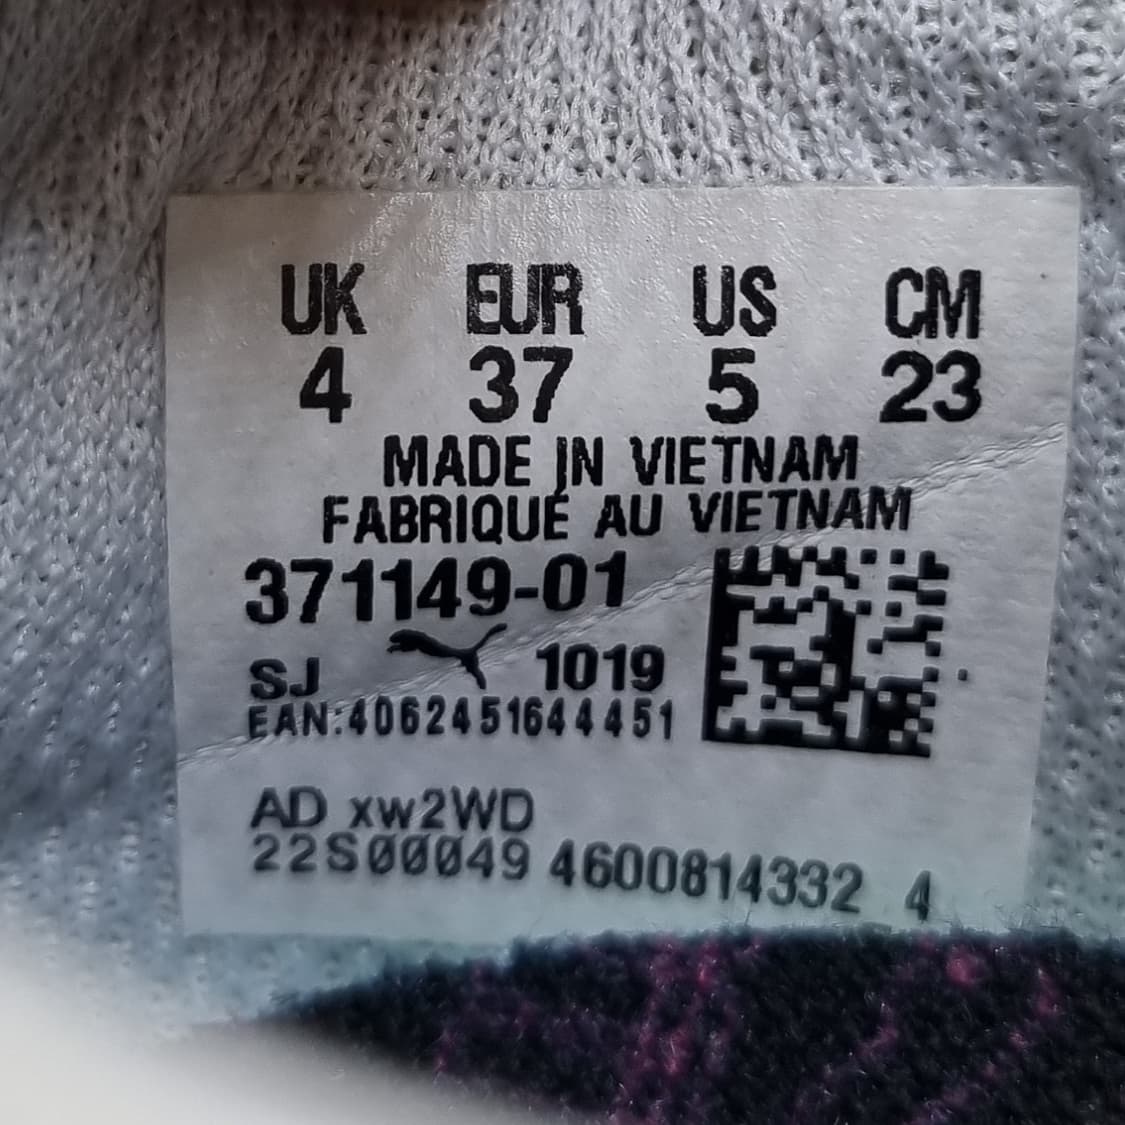 UK EUR US CM
4 37 5 23
MADE IN VIETNAM
FABRIQUÉ AU VIETNAM
371149-01
SJ 1019
EAN:4062451644451
AD xw2WD
22S00049 4600814332 4